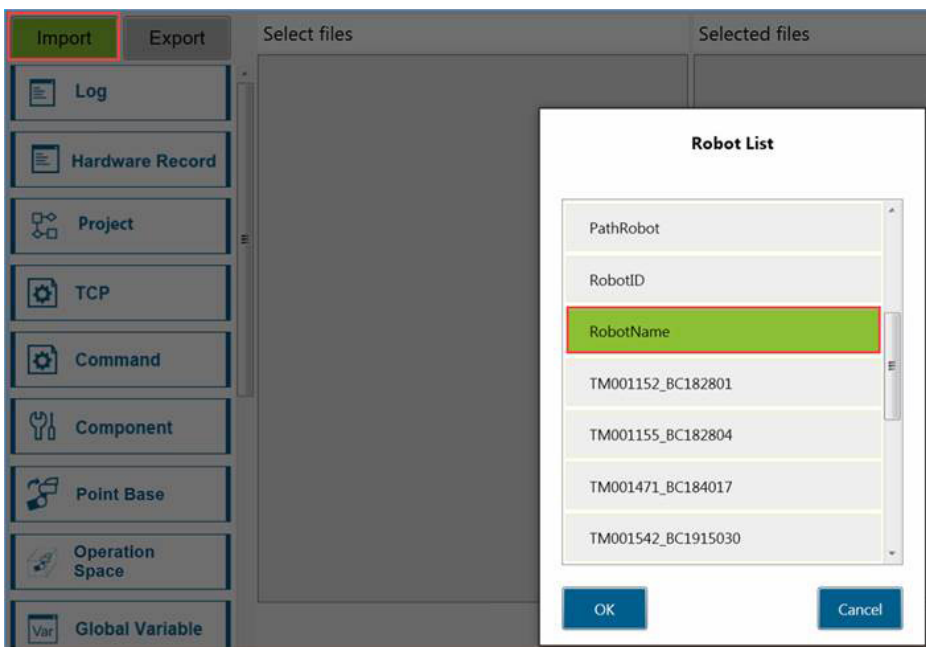 Import
Export
Select files
Selected files
Log
Hardware Record
Project
TCP
Command
Component
Point Base
Operation
Space
Var
Global Variable
Robot List
PathRobot
RobotID
RobotName
TM001152_BC182801
TM001155_BC182804
TM001471_BC184017
TM001542_BC1915030
OK
Cancel